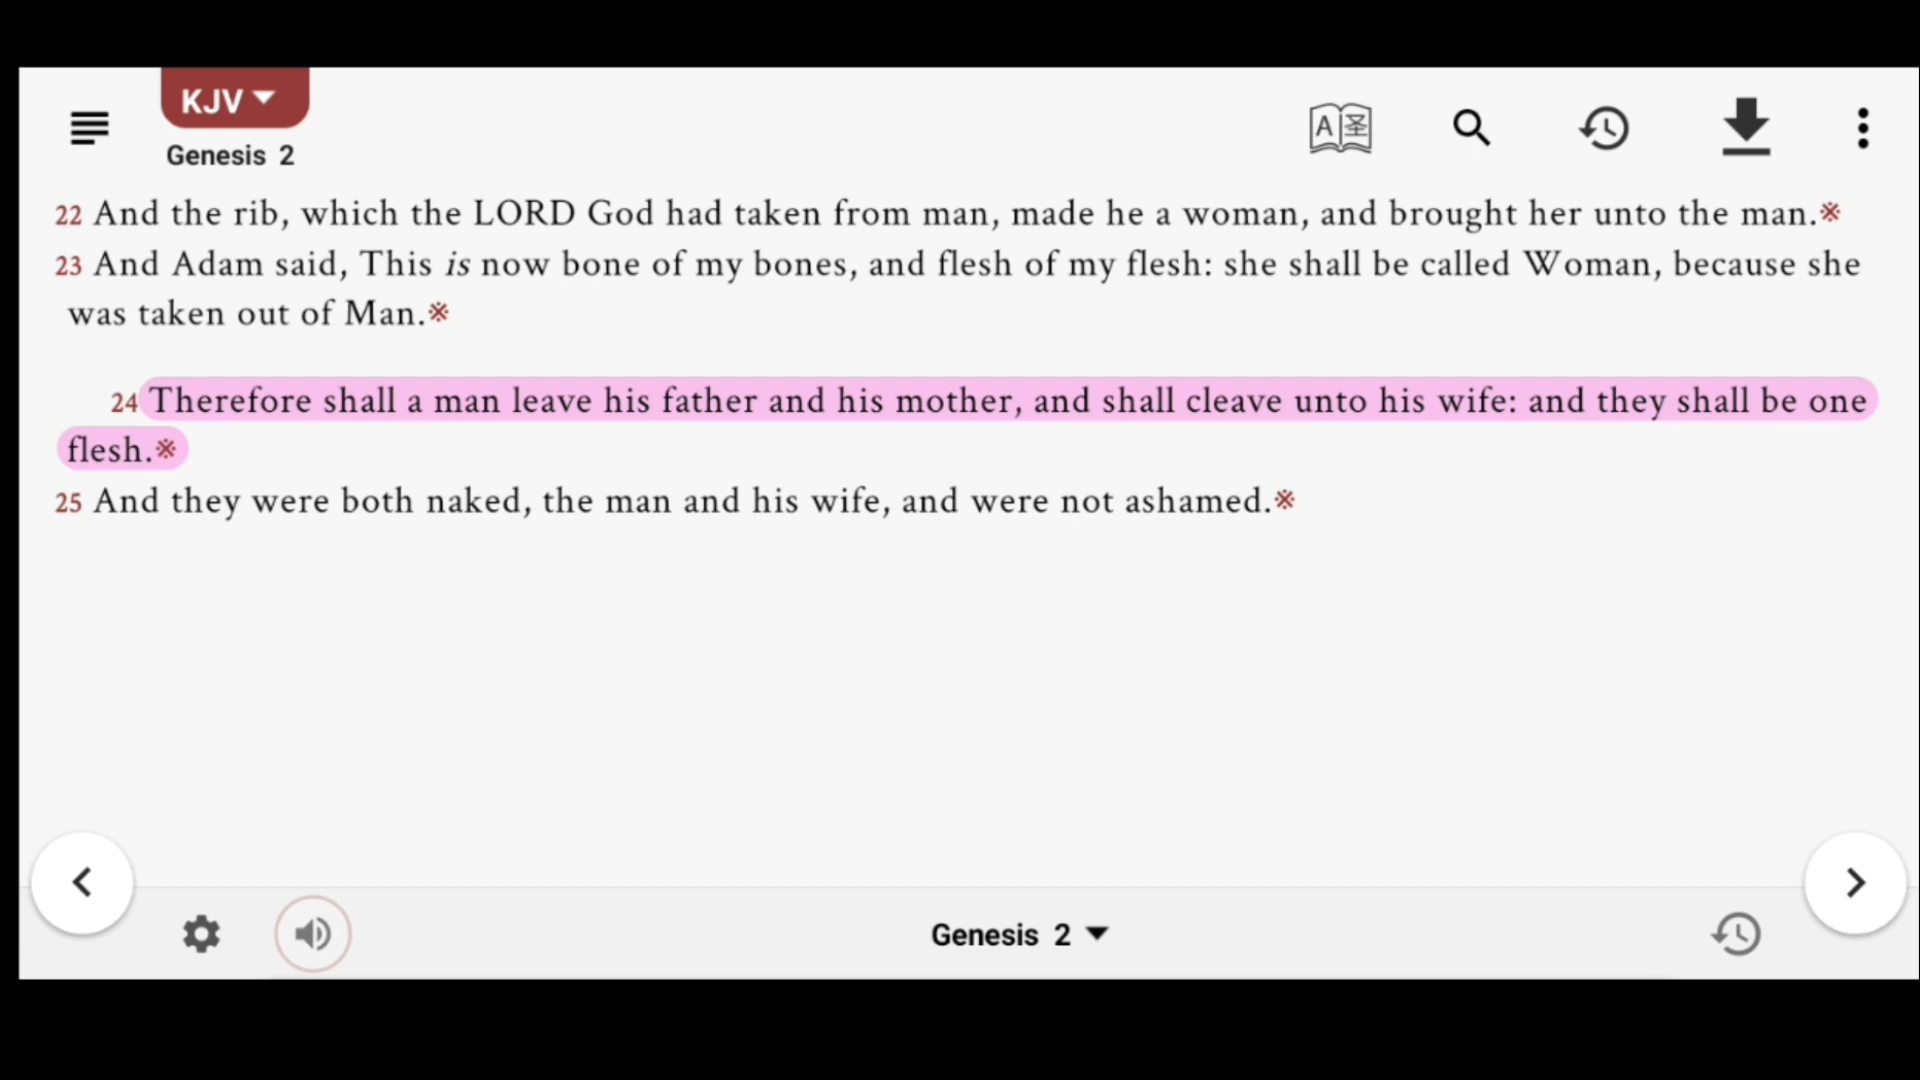 KJV
Genesis 2
A 圣
22 And the rib, which the LORD God had taken from man, made he a woman, and brought her unto the man.※
23 And Adam said, This is now bone of my bones, and flesh of my flesh: she shall be called Woman, because she
was taken out of Man.※
24 Therefore shall a man leave his father and his mother, and shall cleave unto his wife: and they shall be one
flesh.※
25 And they were both naked, the man and his wife, and were not ashamed.※
Genesis 2